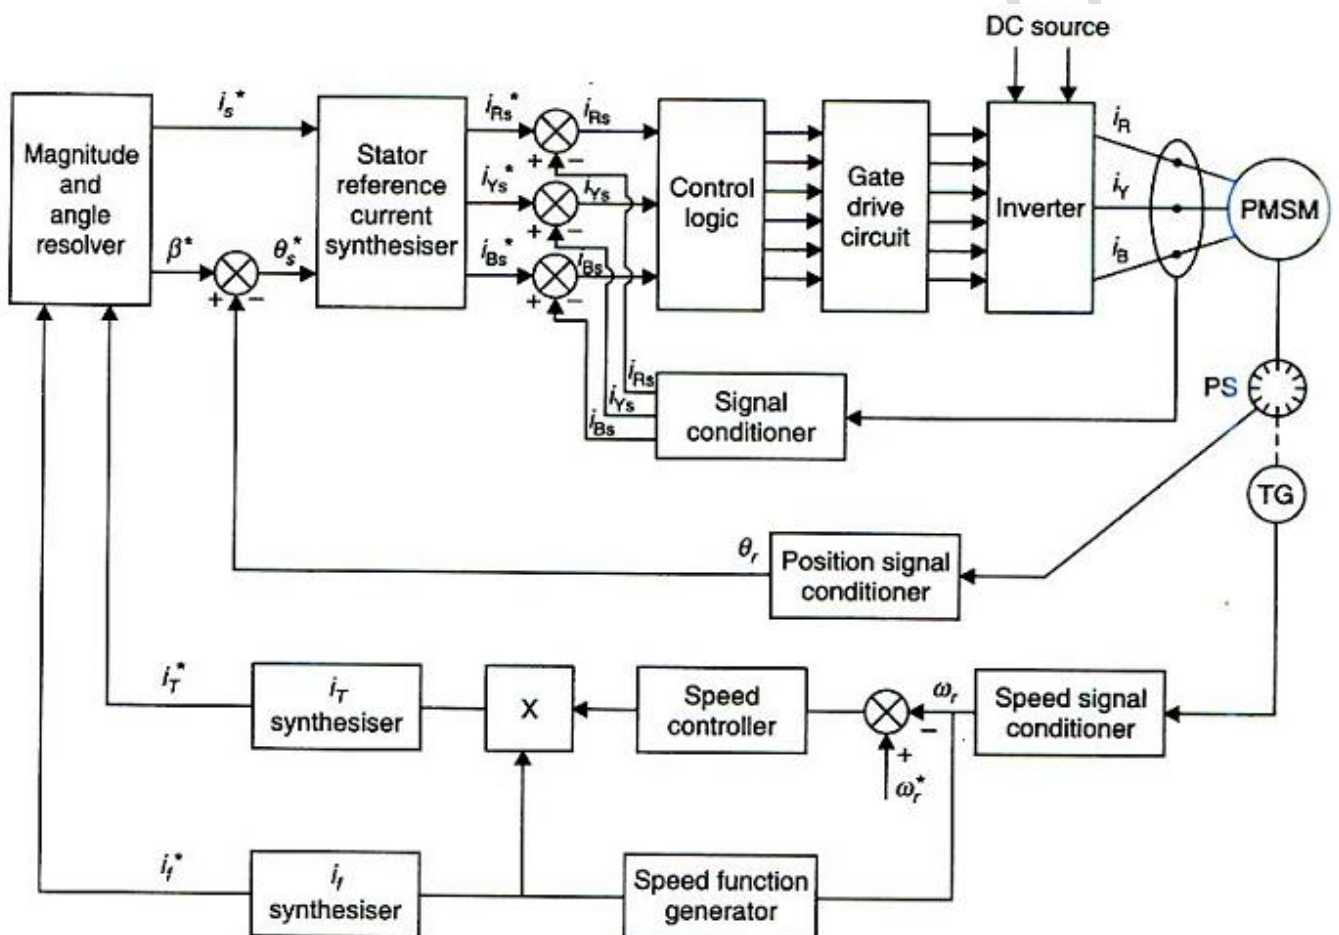 DC source
i_s*
i_Rs*
i_Rs
i_R
Magnitude
and
angle
resolver
Stator
reference
current
synthesiser
+ −
i_Ys*
i_Ys
Control
logic
Gate
drive
circuit
Inverter
i_Y
PMSM
β*
θ_s*
+ −
+ −
i_Bs*
i_Bs
i_B
+ −
i_Rs
i_Ys
i_Bs
Signal
conditioner
PS
TG
θ_r
Position signal
conditioner
i_T*
i_T
synthesiser
X
Speed
controller
ω_r
−
+
ω_r*
Speed signal
conditioner
i_f*
i_f
synthesiser
Speed function
generator